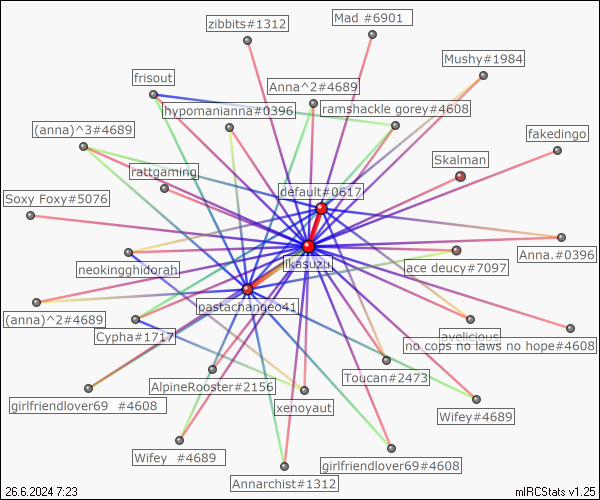 zibbits#1312
Mad #6901
Mushy#1984
frisout
Anna^2#4689
hypomanianna#0396
ramshackle gorey#4608
(anna)^3#4689
fakedingo
Skalman
rattgaming
default#0617
Soxy Foxy#5076
Anna.#0396
neokingghidorah
ikasuzu
ace deucy#7097
pastachangeo41
(anna)^2#4689
Cypha#1717
ayelicious
no cops no laws no hope#4608
Toucan#2473
AlpineRooster#2156
girlfriendlover69 #4608
xenoyaut
Wifey#4689
Wifey #4689
girlfriendlover69#4608
Annarchist#1312
26.6.2024 7:23
mIRCStats v1.25